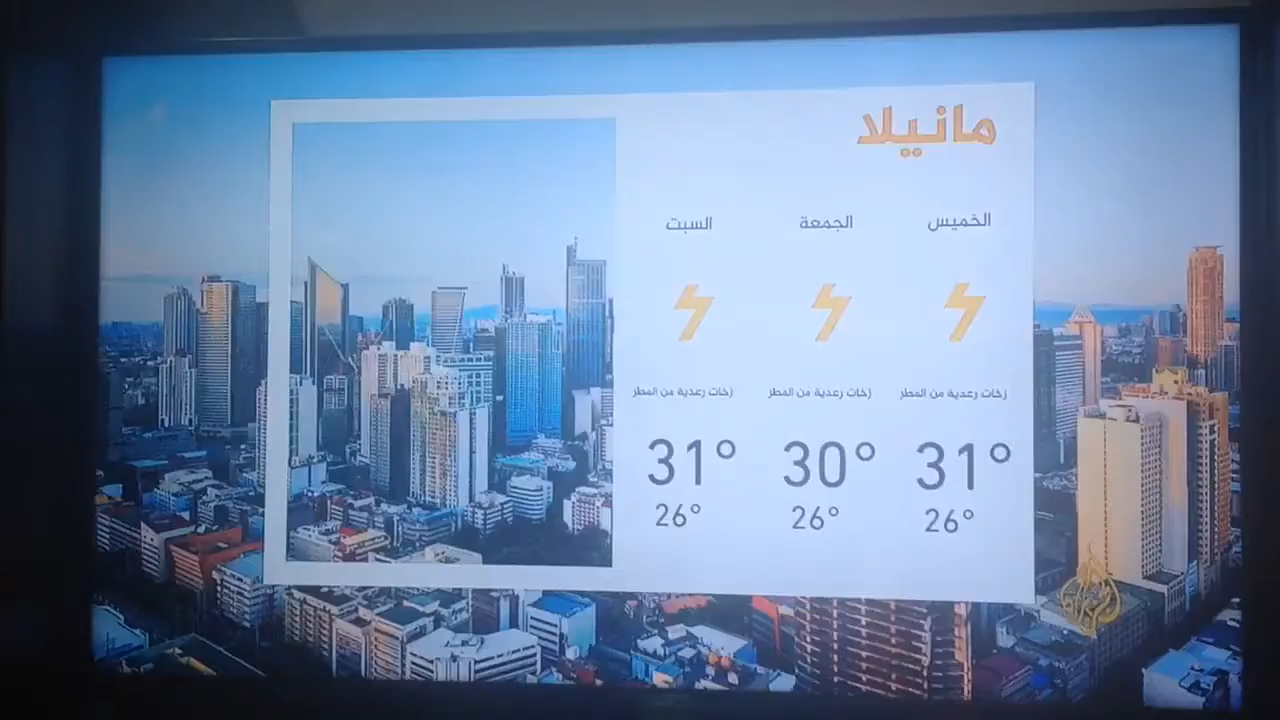 مانيلا
الخميس الجمعة السبت
زخات رعدية من المطر زخات رعدية من المطر زخات رعدية من المطر
31° 30° 31°
26° 26° 26°